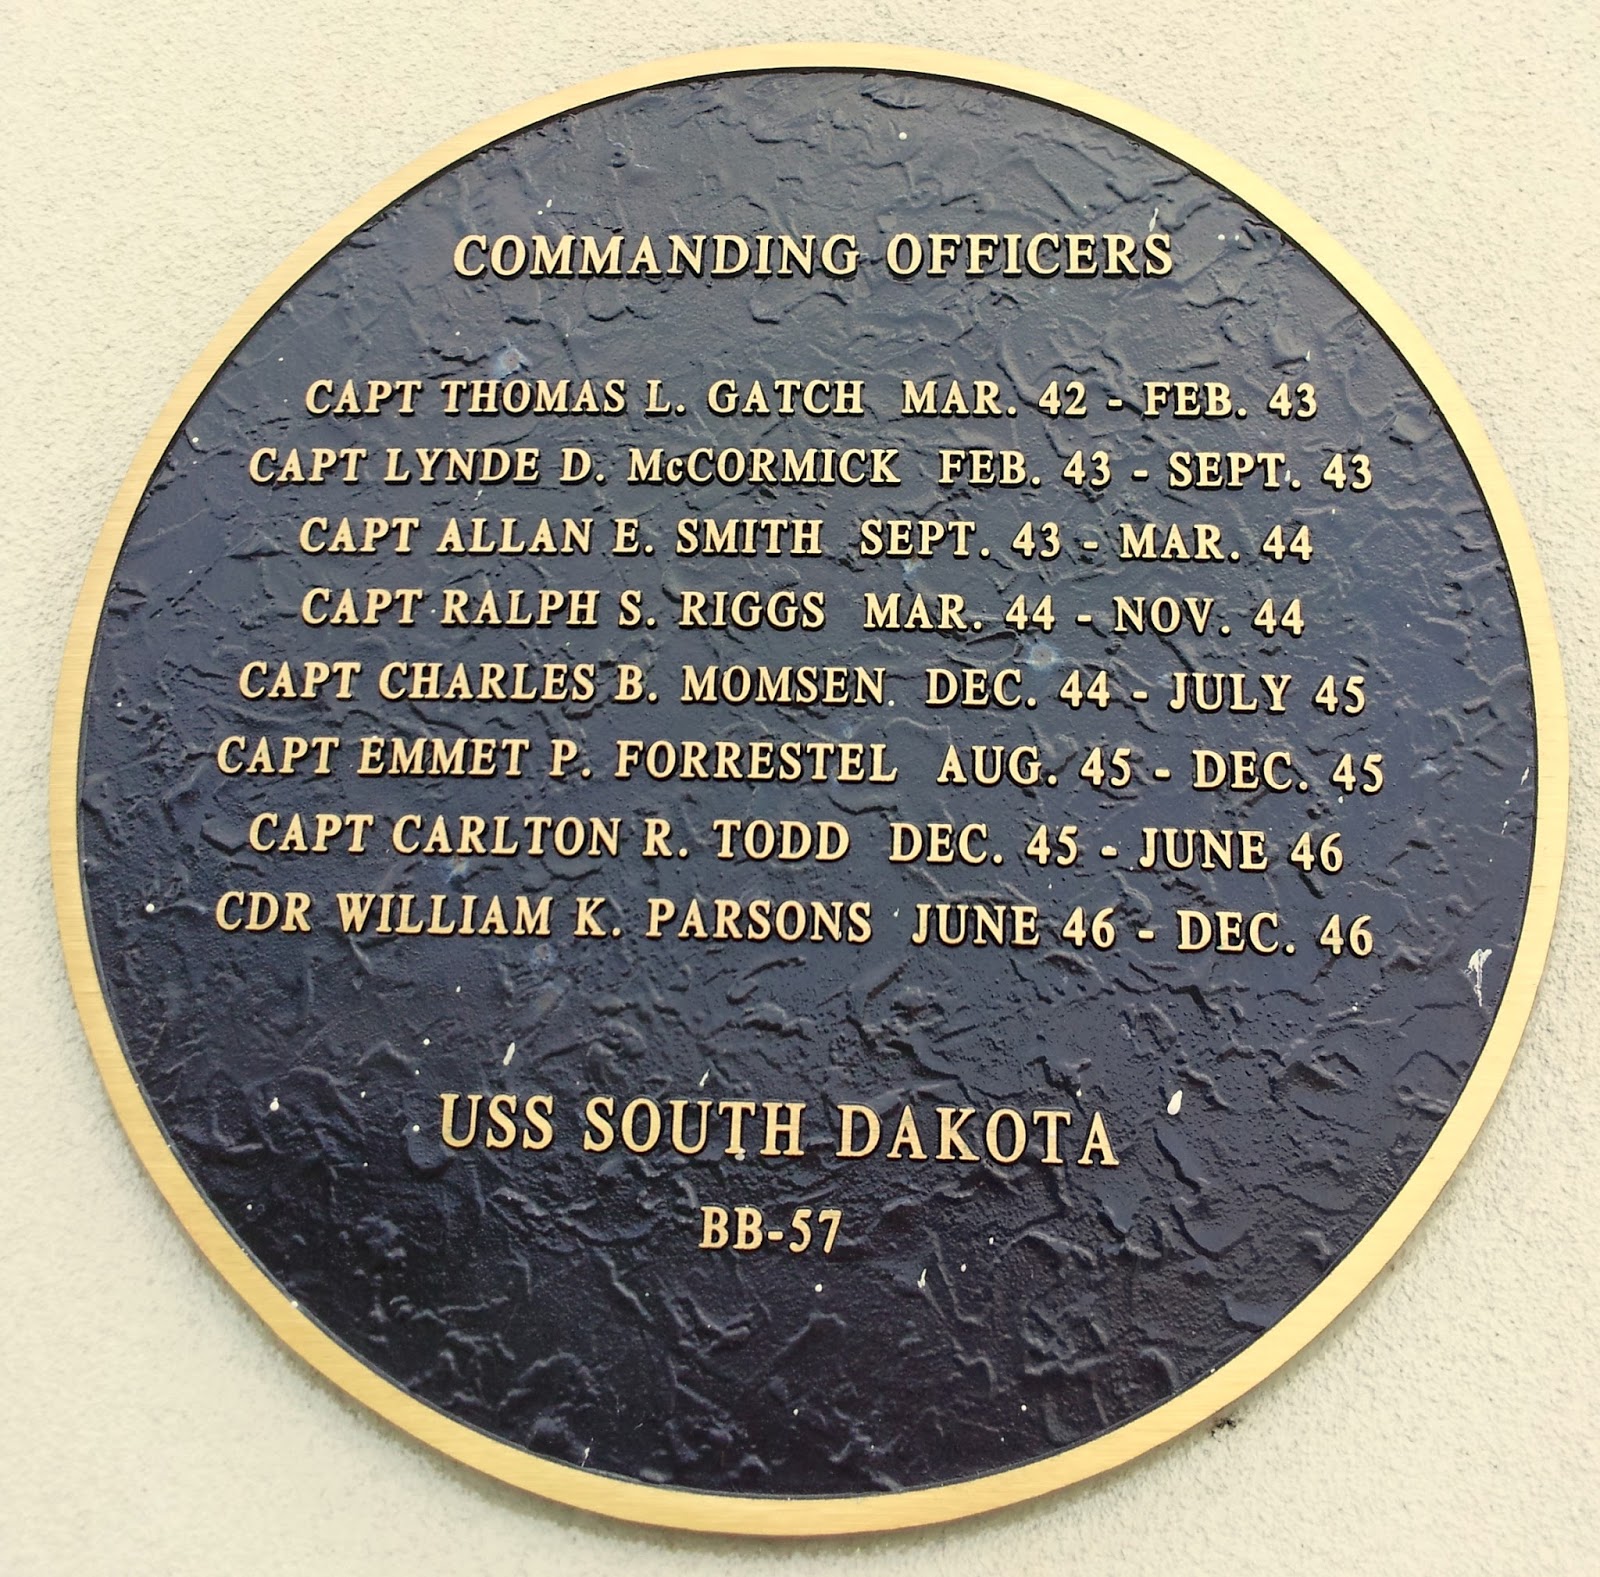 COMMANDING OFFICERS
CAPT THOMAS L. GATCH MAR. 42 - FEB. 43
CAPT LYNDE D. McCORMICK FEB. 43 - SEPT. 43
CAPT ALLAN E. SMITH SEPT. 43 - MAR. 44
CAPT RALPH S. RIGGS MAR. 44 - NOV. 44
CAPT CHARLES B. MOMSEN DEC. 44 - JULY 45
CAPT EMMET P. FORRESTEL AUG. 45 - DEC. 45
CAPT CARLTON R. TODD DEC. 45 - JUNE 46
CDR WILLIAM K. PARSONS JUNE 46 - DEC. 46
USS SOUTH DAKOTA
BB-57